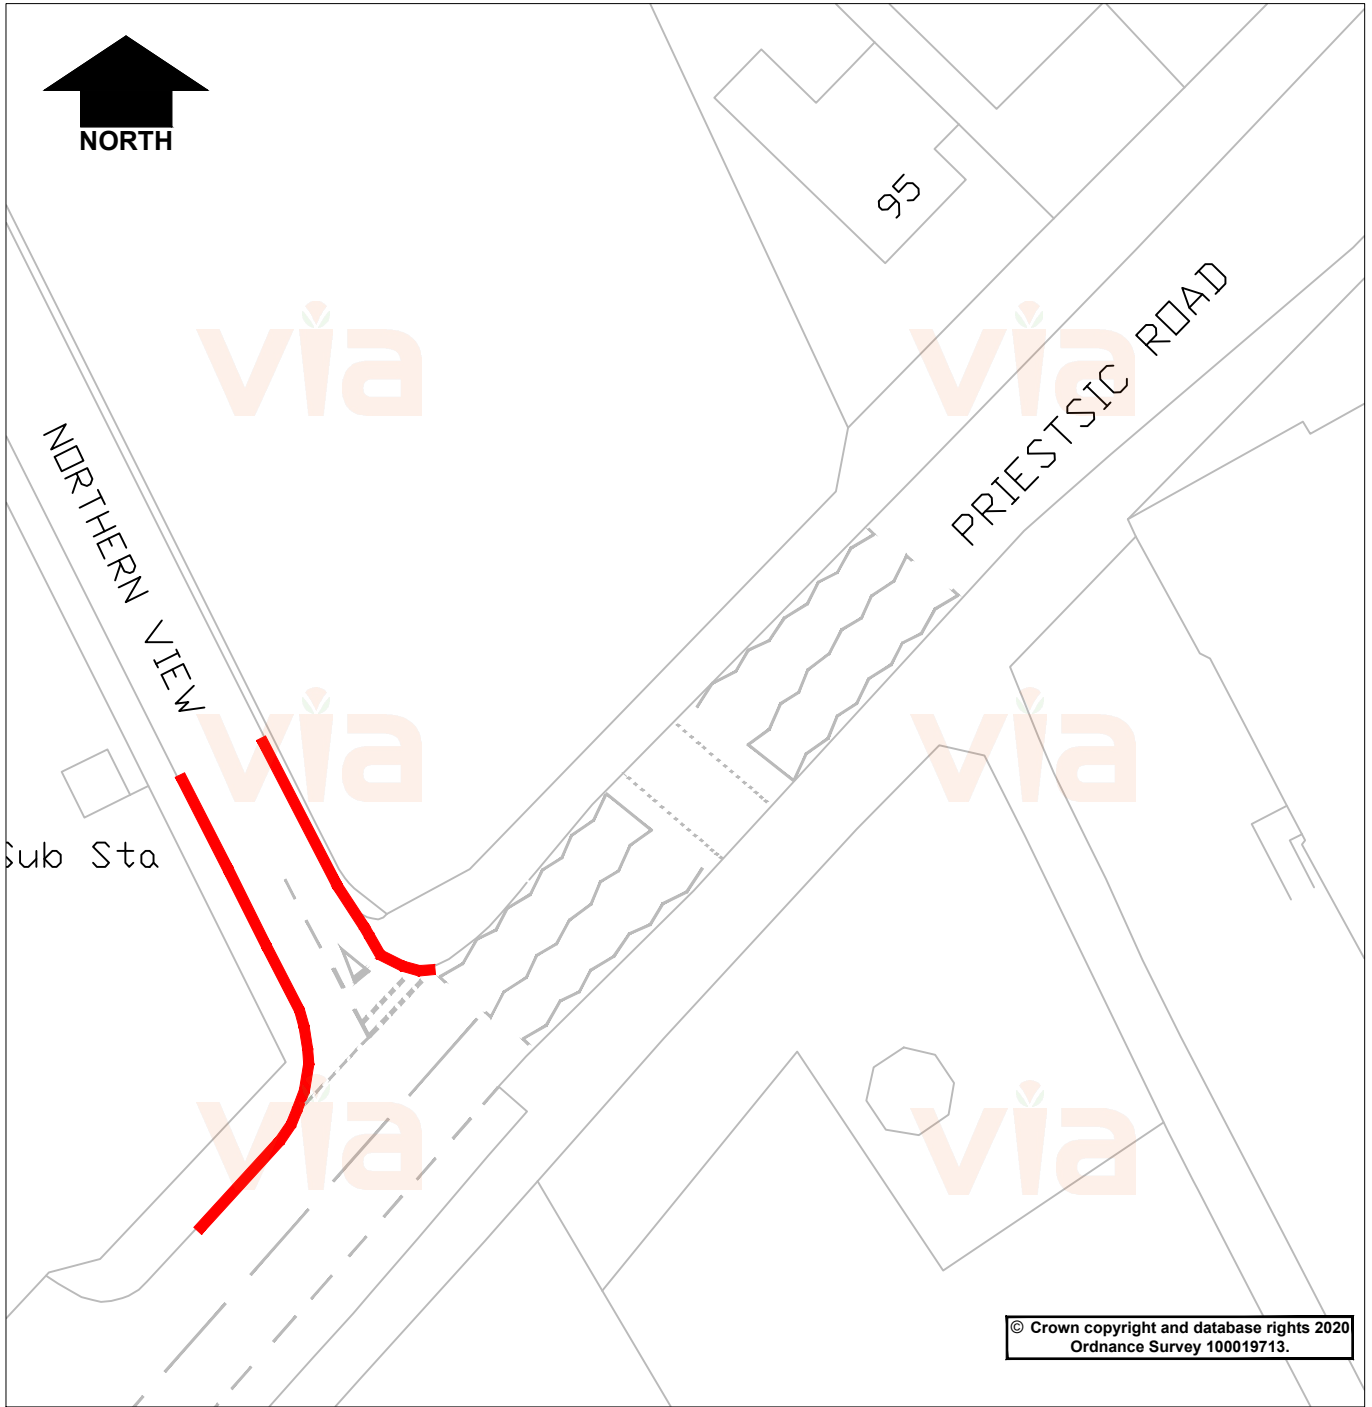 NORTH
95
PRIESTSIC ROAD
via via
NORTHERN VIEW
via via
Sub Sta
via via
© Crown copyright and database rights 2020
Ordnance Survey 100019713.